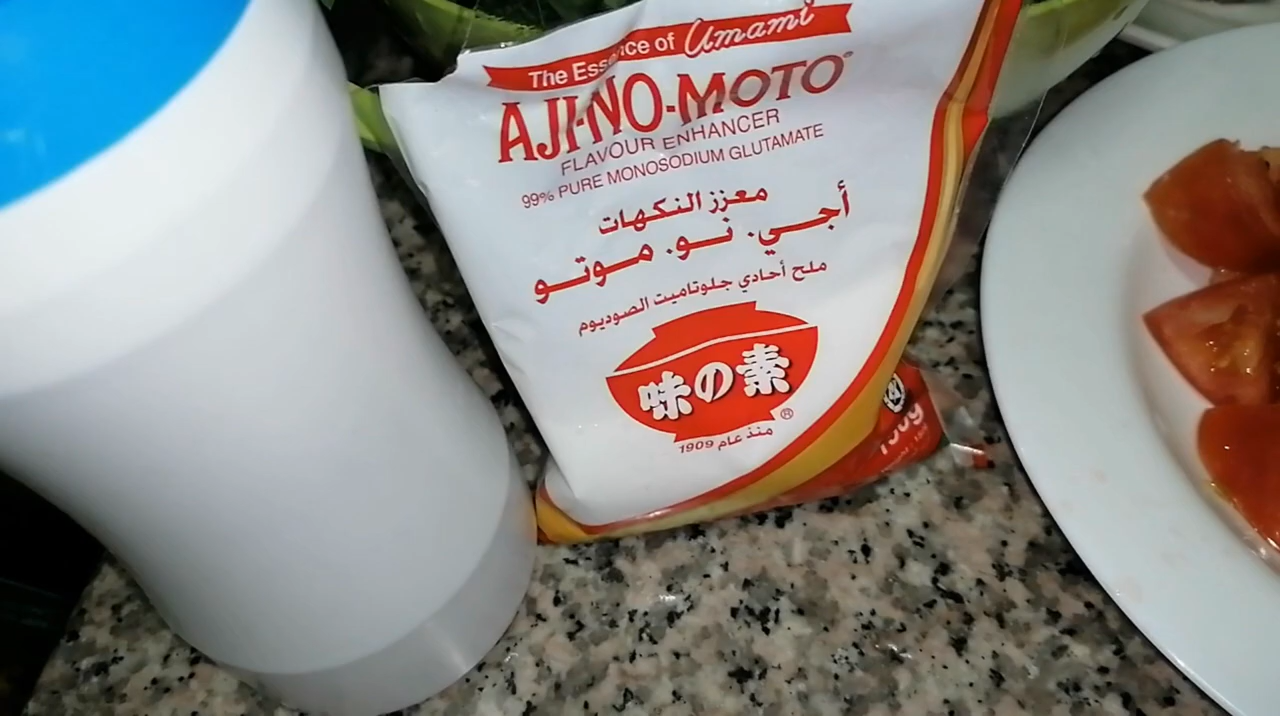 The Essence of Umami
AJI-NO-MOTO®
FLAVOUR ENHANCER
99% PURE MONOSODIUM GLUTAMATE
معزز النكهات
أجي. نو. موتو
ملح أحادي جلوتاميت الصوديوم
味の素
®
منذ عام 1909
100g